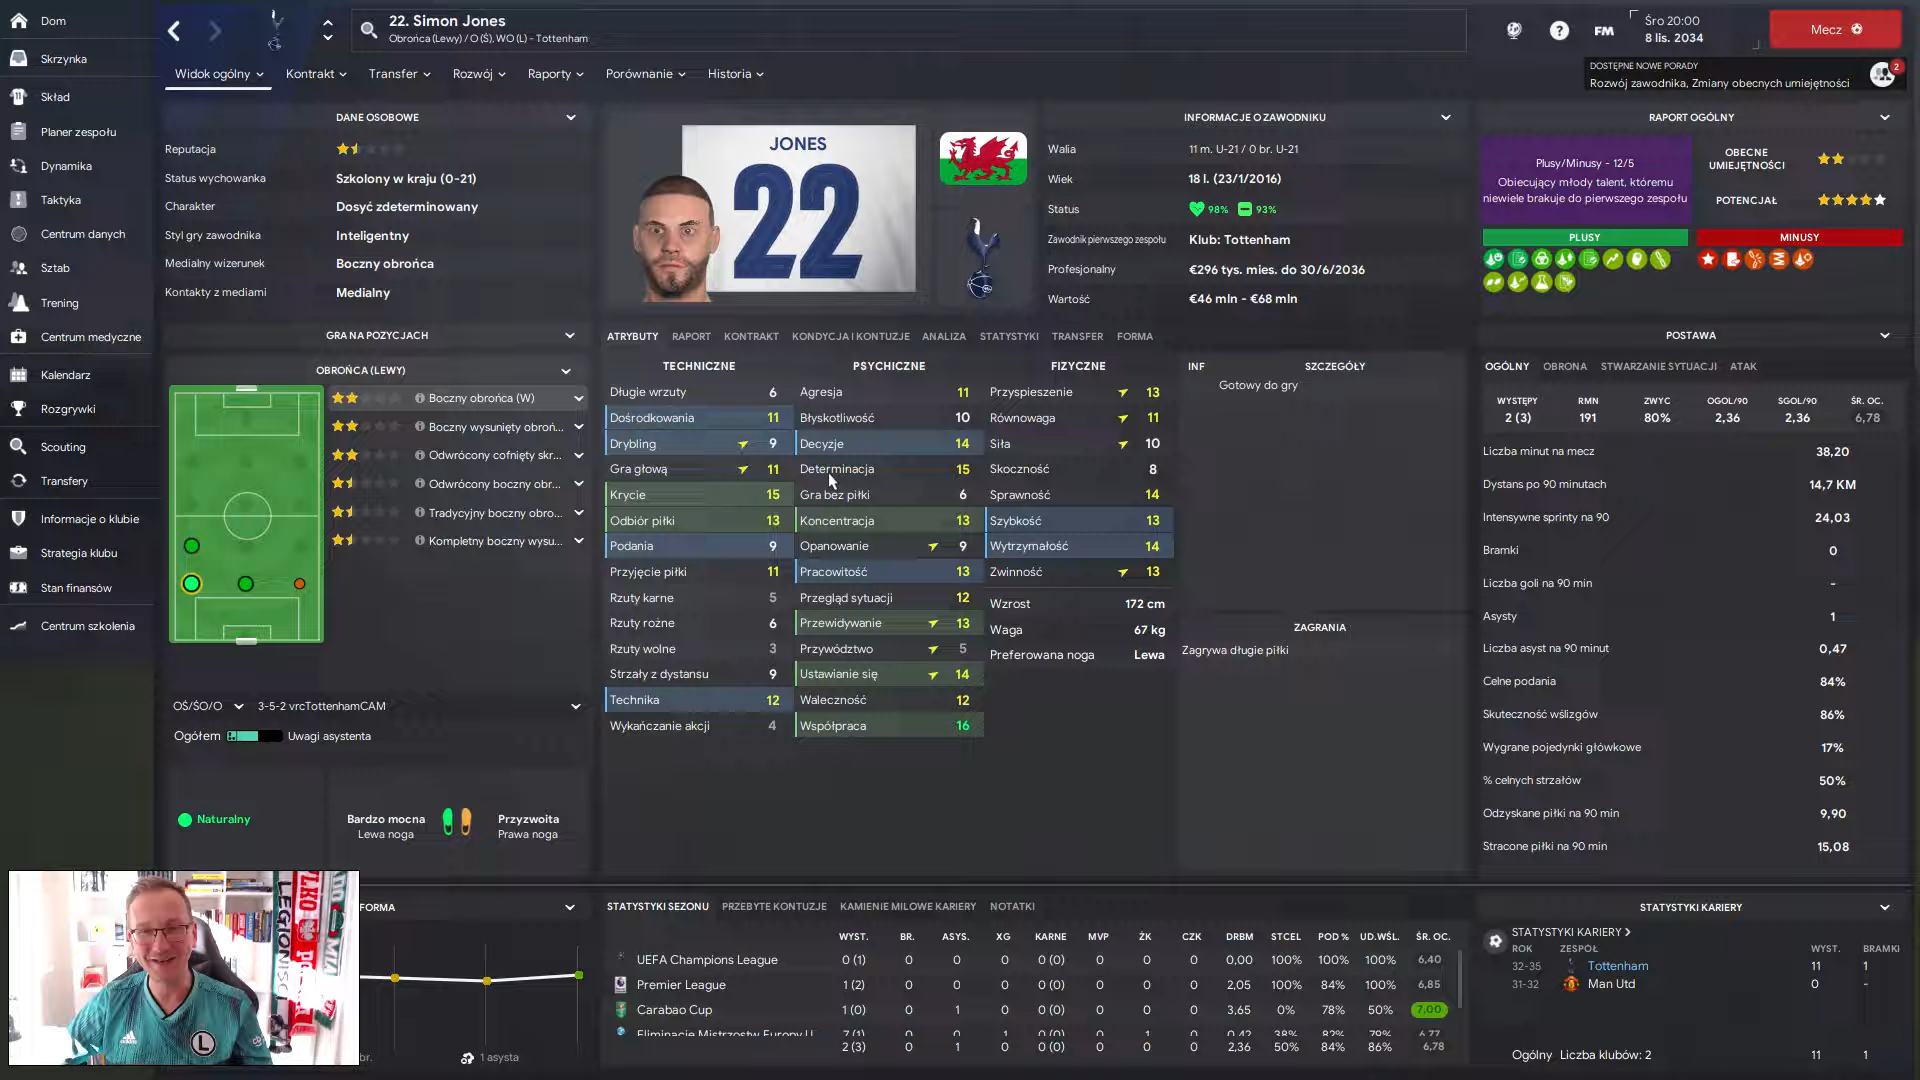 Dom
Skrzynka
Skład
Planer zespołu
Dynamika
Taktyka
Centrum danych
Sztab
Trening
Centrum medyczne
Kalendarz
Rozgrywki
Scouting
Transfery
Informacje o klubie
Strategia klubu
Stan finansów
Centrum szkolenia
22. Simon Jones
Obrońca (Lewy) / O (Ś), WO (L) - Tottenham
FM
Śro 20:00
8 lis. 2034
Mecz
Widok ogólny
Kontrakt
Transfer
Rozwój
Raporty
Porównanie
Historia
DOSTĘPNE NOWE PORADY
Rozwój zawodnika, Zmiany obecnych umiejętności
2
DANE OSOBOWE
Reputacja
Status wychowanka Szkolony w kraju (0-21)
Charakter Dosyć zdeterminowany
Styl gry zawodnika Inteligentny
Medialny wizerunek Boczny obrońca
Kontakty z mediami Medialny
JONES
22
INFORMACJE O ZAWODNIKU
Walia 11 m. U-21 / 0 br. U-21
Wiek 18 l. (23/1/2016)
Status 98% 93%
Zawodnik pierwszego zespołu Klub: Tottenham
Profesjonalny €296 tys. mies. do 30/6/2036
Wartość €46 mln - €68 mln
RAPORT OGÓLNY
Plusy/Minusy - 12/5
Obiecujący młody talent, któremu
niewiele brakuje do pierwszego zespołu
OBECNE
UMIEJĘTNOŚCI
POTENCJAŁ
PLUSY
MINUSY
GRA NA POZYCJACH
OBROŃCA (LEWY)
Boczny obrońca (W)
Boczny wysunięty obroń...
Odwrócony cofnięty skr...
Odwrócony boczny obr...
Tradycyjny boczny obro...
Kompletny boczny wysu...
OŚ/ŚO/O 3-5-2 vrcTottenhamCAM
Ogółem Uwagi asystenta
Naturalny
Bardzo mocna
Lewa noga
Przyzwoita
Prawa noga
ATRYBUTY RAPORT KONTRAKT KONDYCJA I KONTUZJE ANALIZA STATYSTYKI TRANSFER FORMA
TECHNICZNE
Długie wrzuty 6
Dośrodkowania 11
Drybling 9
Gra głową 11
Krycie 15
Odbiór piłki 13
Podania 9
Przyjęcie piłki 11
Rzuty karne 5
Rzuty rożne 6
Rzuty wolne 3
Strzały z dystansu 9
Technika 12
Wykańczanie akcji 4
PSYCHICZNE
Agresja 11
Błyskotliwość 10
Decyzje 14
Determinacja 15
Gra bez piłki 6
Koncentracja 13
Opanowanie 9
Pracowitość 13
Przegląd sytuacji 12
Przewidywanie 13
Przywództwo 5
Ustawianie się 14
Waleczność 12
Współpraca 16
FIZYCZNE
Przyspieszenie 13
Równowaga 11
Siła 10
Skoczność 8
Sprawność 14
Szybkość 13
Wytrzymałość 14
Zwinność 13
Wzrost 172 cm
Waga 67 kg
Preferowana noga Lewa
INF SZCZEGÓŁY
Gotowy do gry
ZAGRANIA
Zagrywa długie piłki
POSTAWA
OGÓLNY OBRONA STWARZANIE SYTUACJI ATAK
WYSTĘPY RMN ZWYC OGOL/90 SGOL/90 ŚR. OC.
2 (3) 191 80% 2,36 2,36 6,78
Liczba minut na mecz 38,20
Dystans po 90 minutach 14,7 KM
Intensywne sprinty na 90 24,03
Bramki 0
Liczba goli na 90 min -
Asysty 1
Liczba asyst na 90 minut 0,47
Celne podania 84%
Skuteczność wślizgów 86%
Wygrane pojedynki główkowe 17%
% celnych strzałów 50%
Odzyskane piłki na 90 min 9,90
Stracone piłki na 90 min 15,08
FORMA
br.
1 asysta
LEGIONIŚCI
STATYSTYKI SEZONU PRZEBYTE KONTUZJE KAMIENIE MILOWE KARIERY NOTATKI
WYST. BR. ASYS. XG KARNE MVP ŻK CZK DRBM STCEL POD % UD.WŚL. ŚR. OC.
UEFA Champions League 0 (1) 0 0 0 0 (0) 0 0 0 0,00 100% 100% 100% 6,40
Premier League 1 (2) 0 0 0 0 (0) 0 0 0 2,05 100% 84% 100% 6,85
Carabao Cup 1 (0) 0 1 0 0 (0) 0 0 0 3,65 0% 78% 50% 7,00
Eliminacje Mistrzostw Europy U 7 (1) 0 0 1 0 (0) 0 1 0 0,42 38% 82% 79% 6,77
2 (3) 0 1 0 0 (0) 0 0 0 2,36 50% 84% 86% 6,78
STATYSTYKI KARIERY
STATYSTYKI KARIERY
ROK ZESPÓŁ WYST. BRAMKI
32-35 Tottenham 11 1
31-32 Man Utd 0 -
Ogólny Liczba klubów: 2 11 1